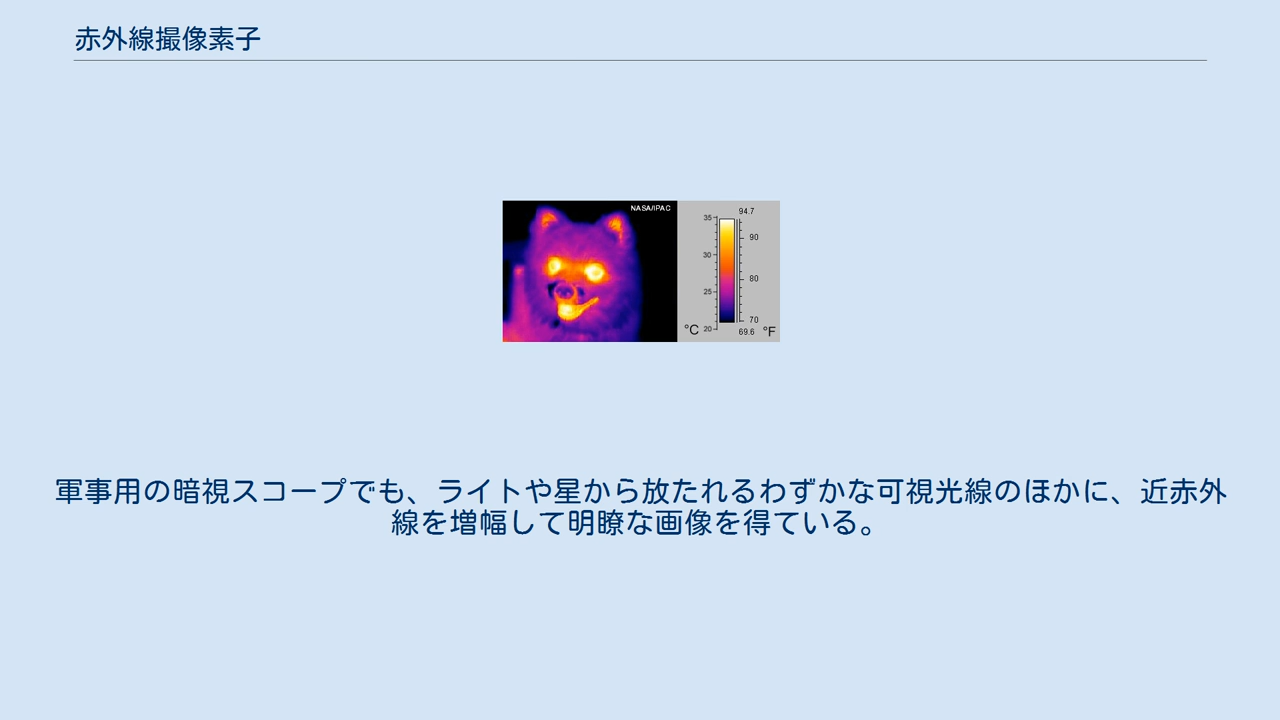 赤外線撮像素子
NASA/IPAC
94.7
35
90
30
80
25
70
°C 20 69.6 °F
軍事用の暗視スコープでも、ライトや星から放たれるわずかな可視光線のほかに、近赤外
線を増幅して明瞭な画像を得ている。